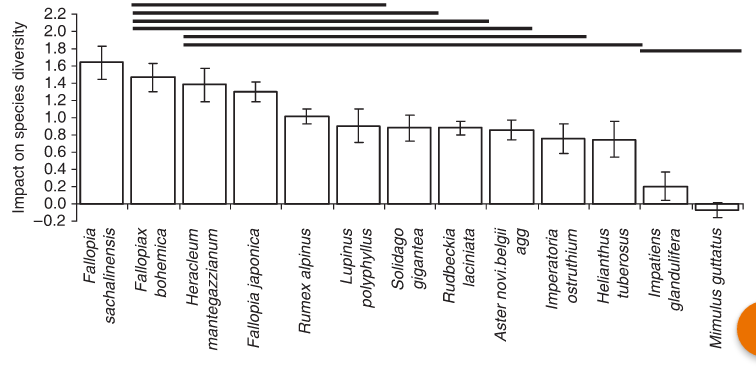 Impact on species diversity
2.2
2.0
1.8
1.6
1.4
1.2
1.0
0.8
0.6
0.4
0.2
0.0
−0.2
Fallopia
sachalinensis
Fallopiax
bohemica
Heracleum
mantegazzianum
Fallopia japonica
Rumex alpinus
Lupinus
polyphyllus
Solidago
gigantea
Rudbeckia
laciniata
Aster novi.belgii
agg
Imperatoria
ostruthium
Helianthus
tuberosus
Impatiens
glandulifera
Mimulus guttatus